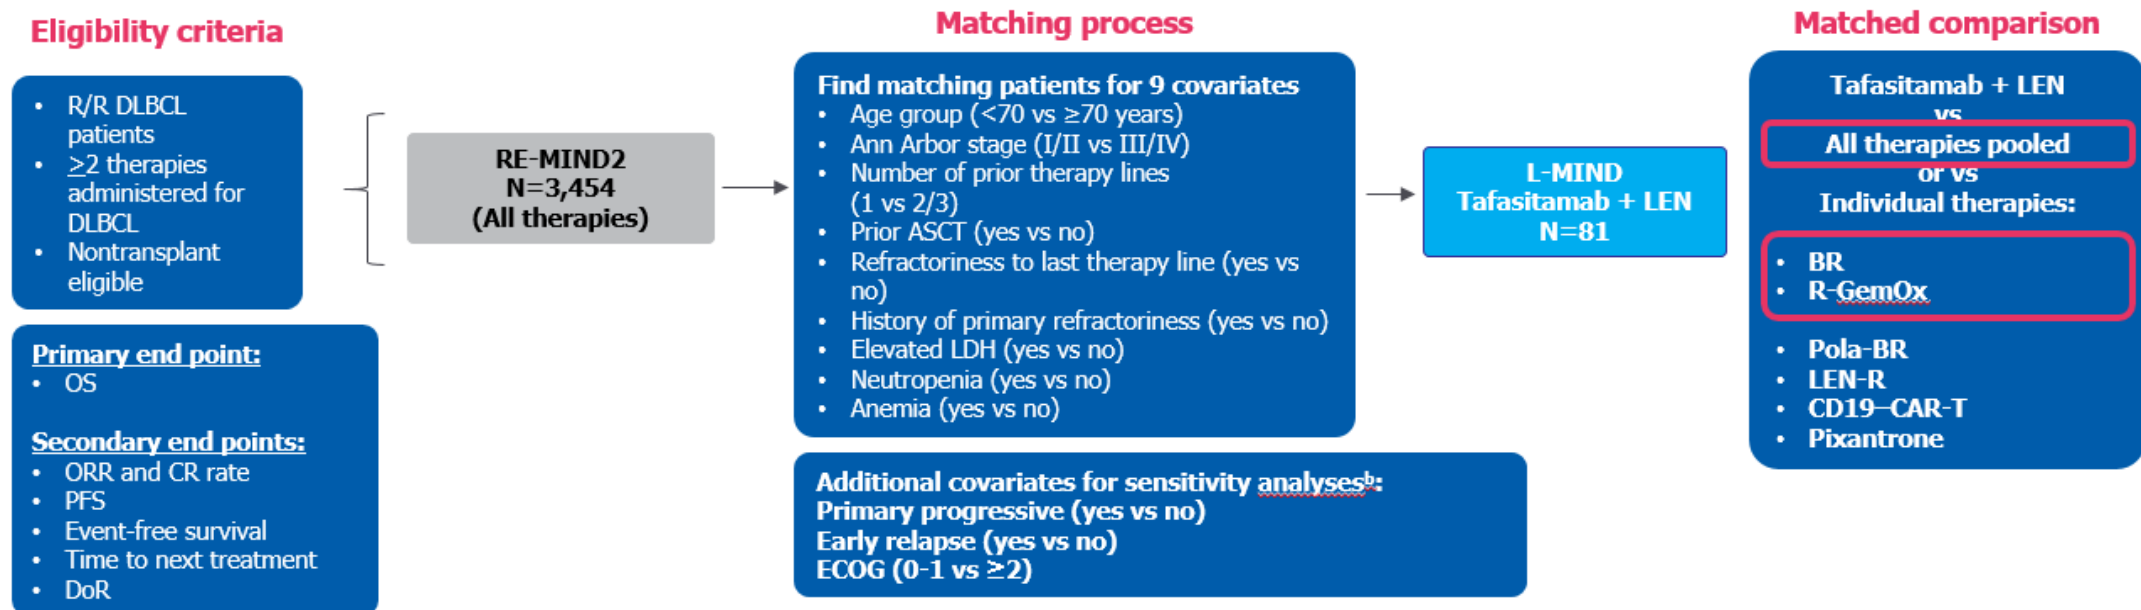 Eligibility criteria
• R/R DLBCL
patients
• ≥2 therapies
administered for
DLBCL
• Nontransplant
eligible
Primary end point:
• OS
Secondary end points:
• ORR and CR rate
• PFS
• Event-free survival
• Time to next treatment
• DoR
RE-MIND2
N=3,454
(All therapies)
Matching process
Find matching patients for 9 covariates
• Age group (<70 vs ≥70 years)
• Ann Arbor stage (I/II vs III/IV)
• Number of prior therapy lines
(1 vs 2/3)
• Prior ASCT (yes vs no)
• Refractoriness to last therapy line (yes vs
no)
• History of primary refractoriness (yes vs no)
• Elevated LDH (yes vs no)
• Neutropenia (yes vs no)
• Anemia (yes vs no)
Additional covariates for sensitivity analysesᵇ:
Primary progressive (yes vs no)
Early relapse (yes vs no)
ECOG (0-1 vs ≥2)
L-MIND
Tafasitamab + LEN
N=81
Matched comparison
Tafasitamab + LEN
vs
All therapies pooled
or vs
Individual therapies:
• BR
• R-GemOx
• Pola-BR
• LEN-R
• CD19–CAR-T
• Pixantrone